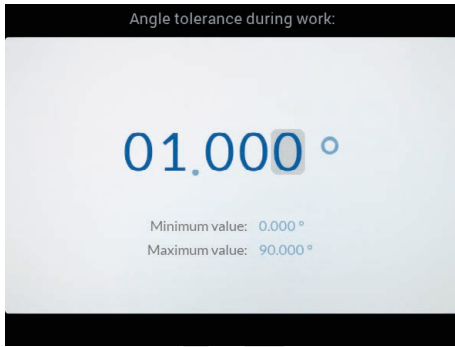 Angle tolerance during work:
01.000 °
Minimum value: 0.000 °
Maximum value: 90.000 °